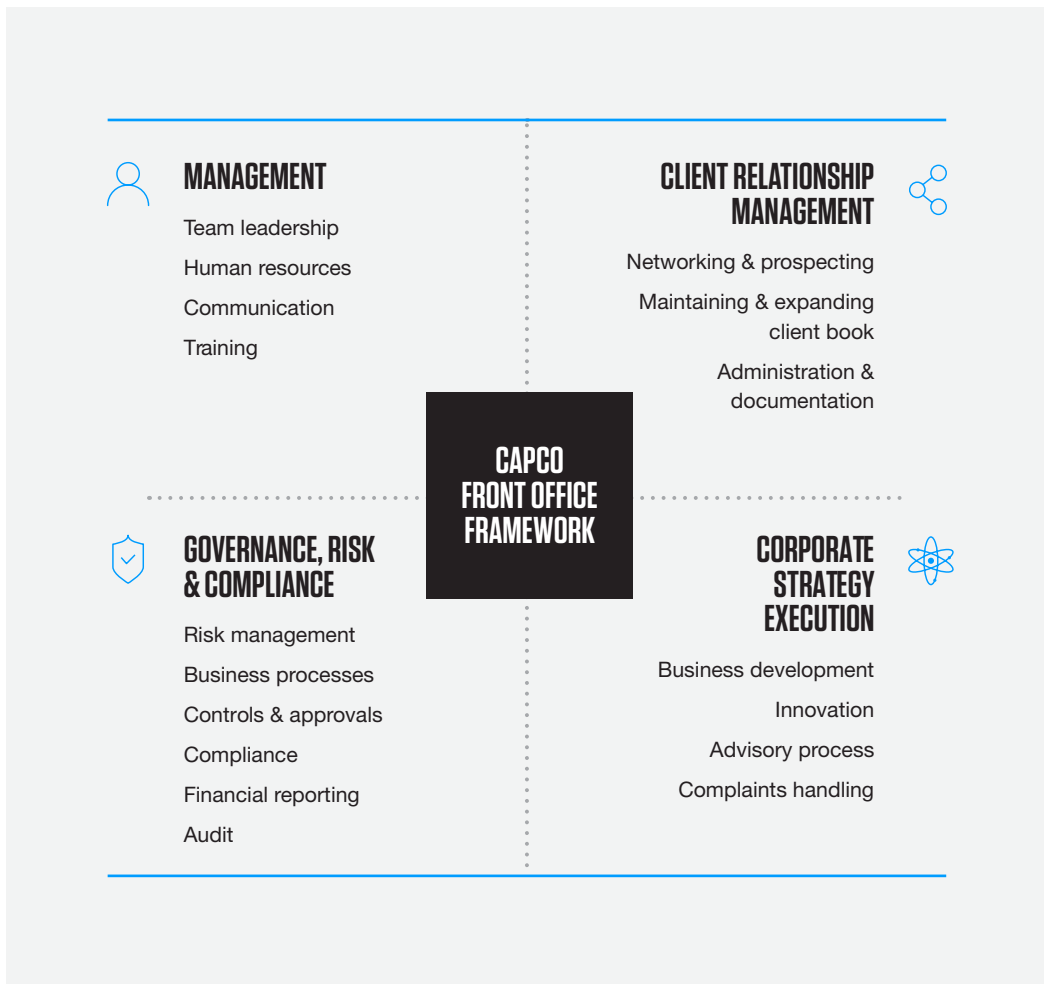 MANAGEMENT
Team leadership
Human resources
Communication
Training
CLIENT RELATIONSHIP
MANAGEMENT
Networking & prospecting
Maintaining & expanding
client book
Administration &
documentation
CAPCO
FRONT OFFICE
FRAMEWORK
GOVERNANCE, RISK
& COMPLIANCE
Risk management
Business processes
Controls & approvals
Compliance
Financial reporting
Audit
CORPORATE
STRATEGY
EXECUTION
Business development
Innovation
Advisory process
Complaints handling